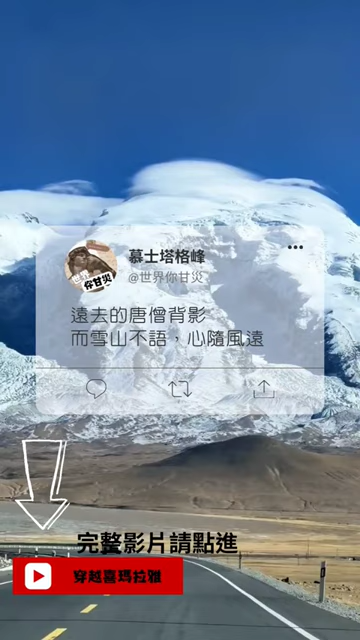 慕士塔格峰
@世界你甘災
遠去的唐僧背影
而雪山不語，心隨風遠
完整影片請點進
穿越喜瑪拉雅